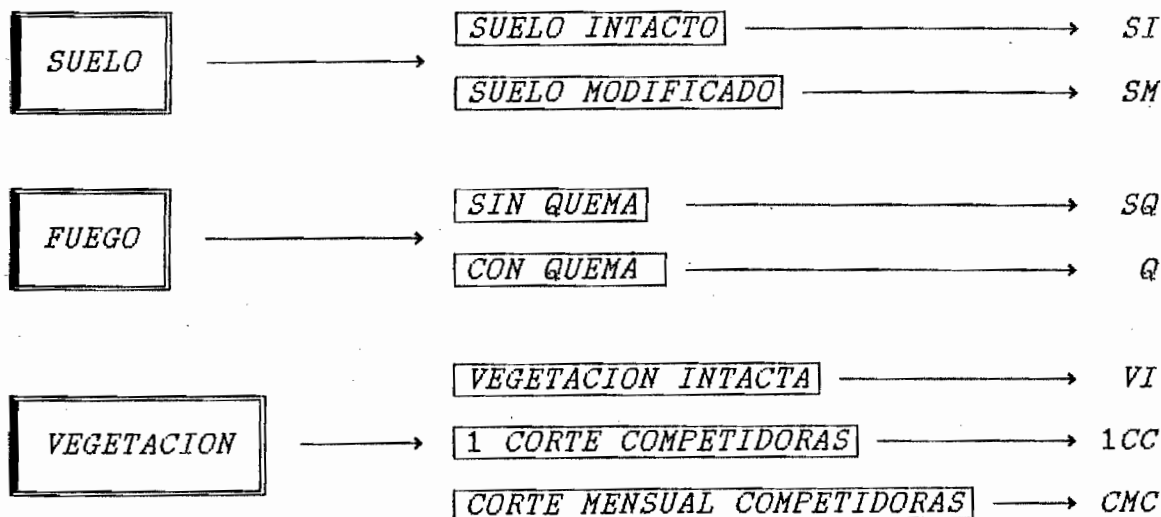 SUELO
SUELO INTACTO SI
SUELO MODIFICADO SM
FUEGO
SIN QUEMA SQ
CON QUEMA Q
VEGETACION
VEGETACION INTACTA VI
1 CORTE COMPETIDORAS 1CC
CORTE MENSUAL COMPETIDORAS CMC